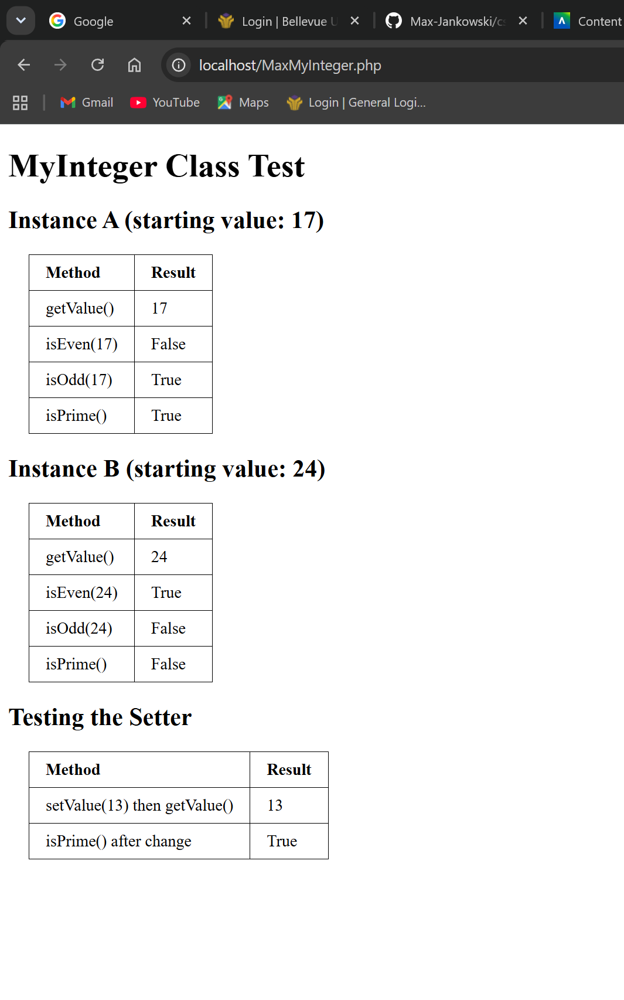 Google
Login | Bellevue U
Max-Jankowski/cs
Content
localhost/MaxMyInteger.php
Gmail
YouTube
Maps
Login | General Logi...
MyInteger Class Test
Instance A (starting value: 17)
Method Result
getValue() 17
isEven(17) False
isOdd(17) True
isPrime() True
Instance B (starting value: 24)
Method Result
getValue() 24
isEven(24) True
isOdd(24) False
isPrime() False
Testing the Setter
Method Result
setValue(13) then getValue() 13
isPrime() after change True